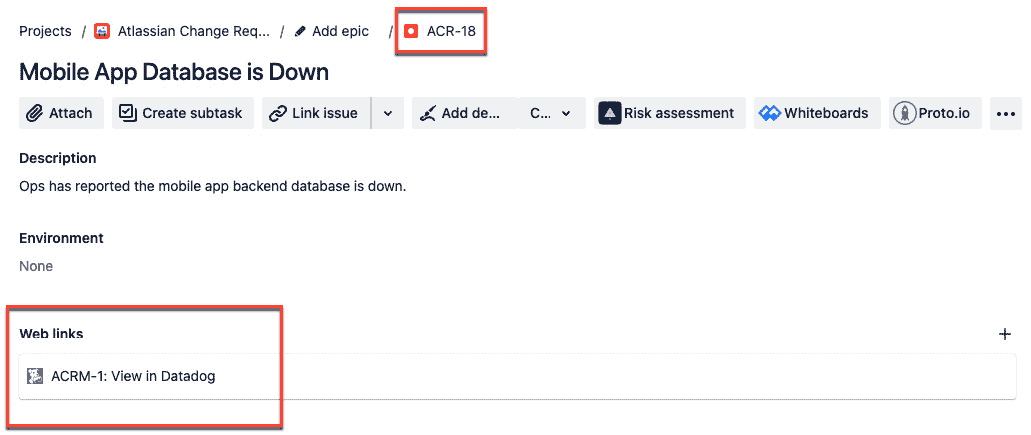 Projects / Atlassian Change Req... / Add epic / ACR-18
Mobile App Database is Down
Attach Create subtask Link issue Add de... C... Risk assessment Whiteboards Proto.io
Description
Ops has reported the mobile app backend database is down.
Environment
None
Web links
ACRM-1: View in Datadog